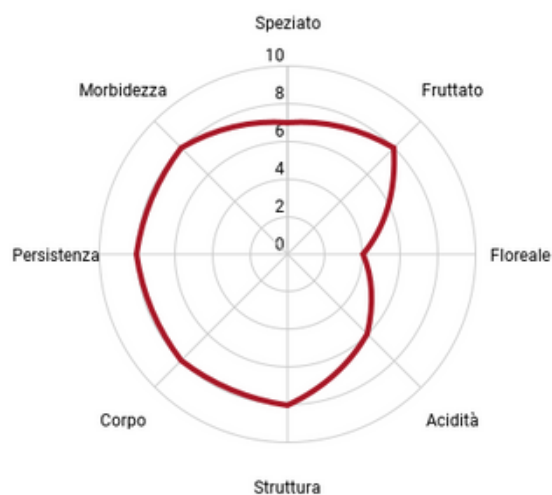 Speziato
10
Morbidezza
Fruttato
8
6
4
2
0
Persistenza
Floreale
Corpo
Acidità
Struttura